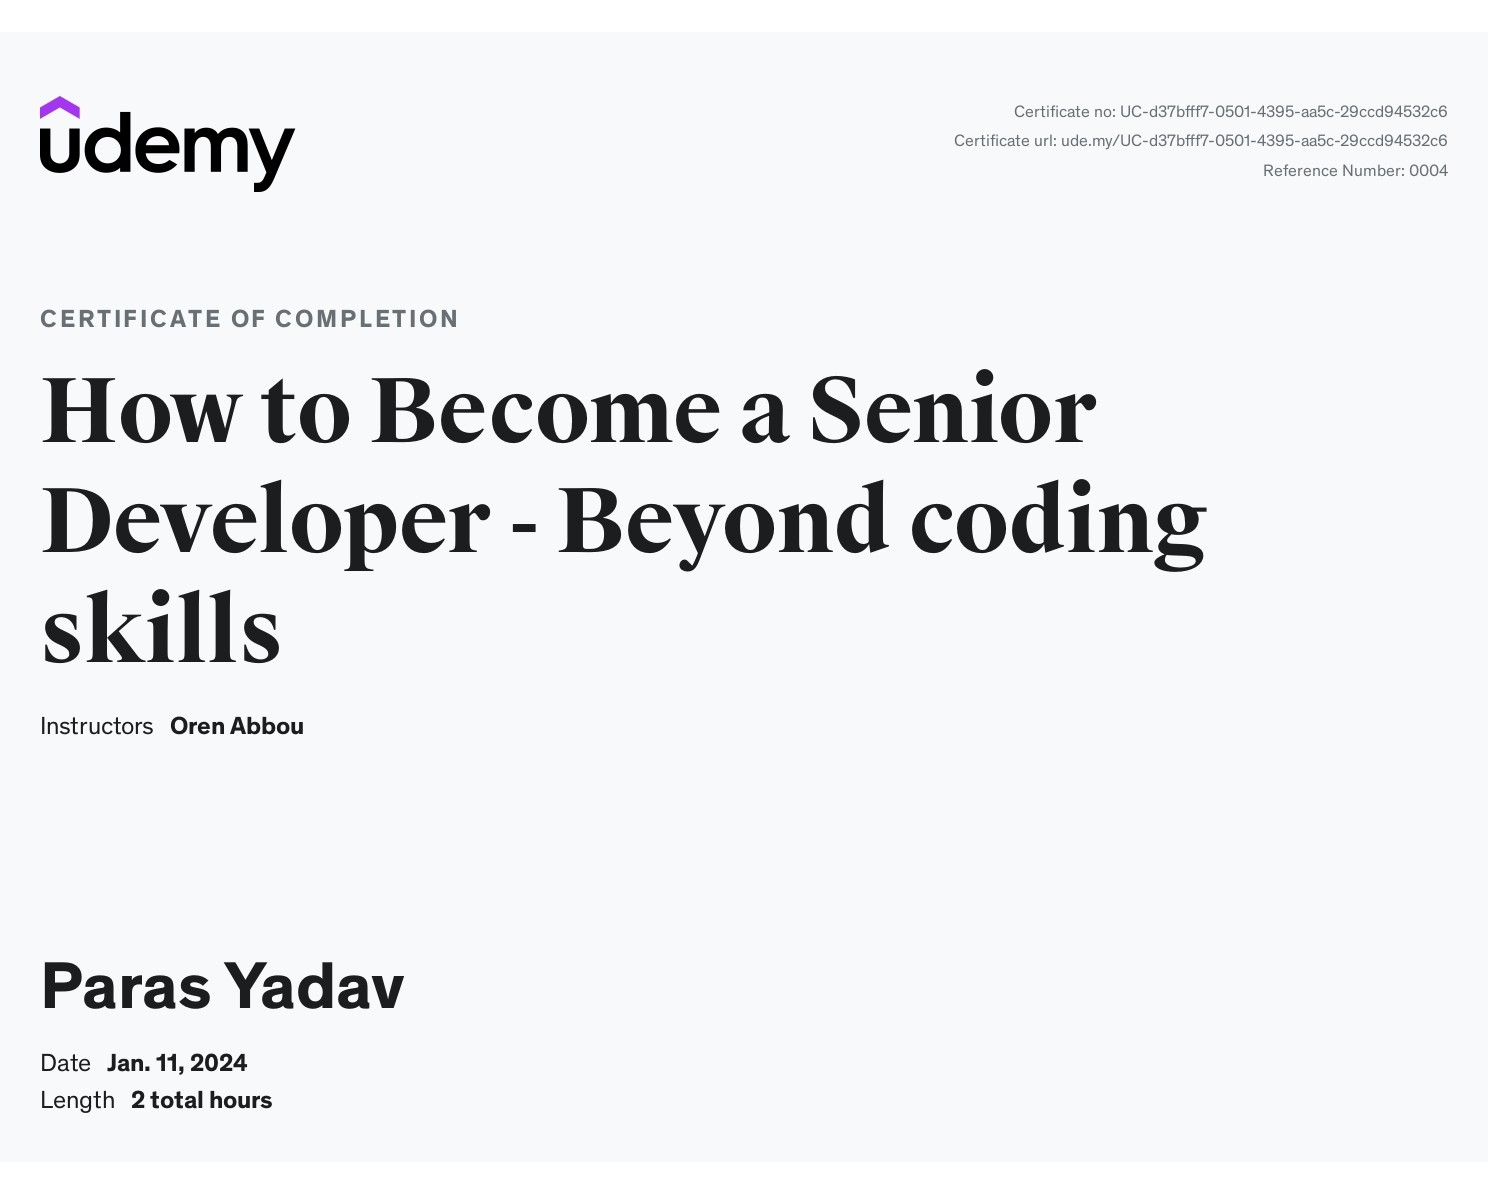 udemy
Certificate no: UC-d37bfff7-0501-4395-aa5c-29ccd94532c6
Certificate url: ude.my/UC-d37bfff7-0501-4395-aa5c-29ccd94532c6
Reference Number: 0004
CERTIFICATE OF COMPLETION
How to Become a Senior
Developer - Beyond coding
skills
Instructors Oren Abbou
Paras Yadav
Date Jan. 11, 2024
Length 2 total hours